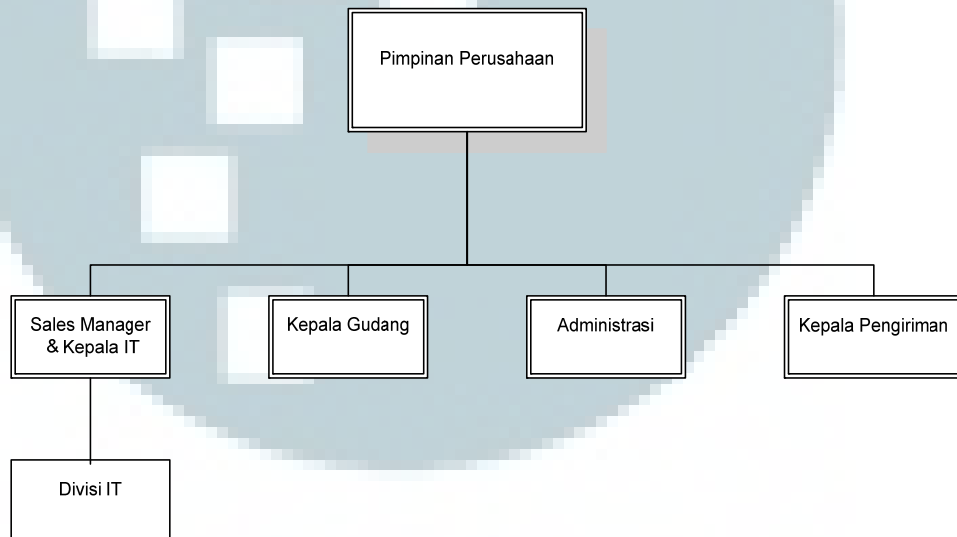 Pimpinan Perusahaan
Sales Manager
& Kepala IT
Kepala Gudang
Administrasi
Kepala Pengiriman
Divisi IT